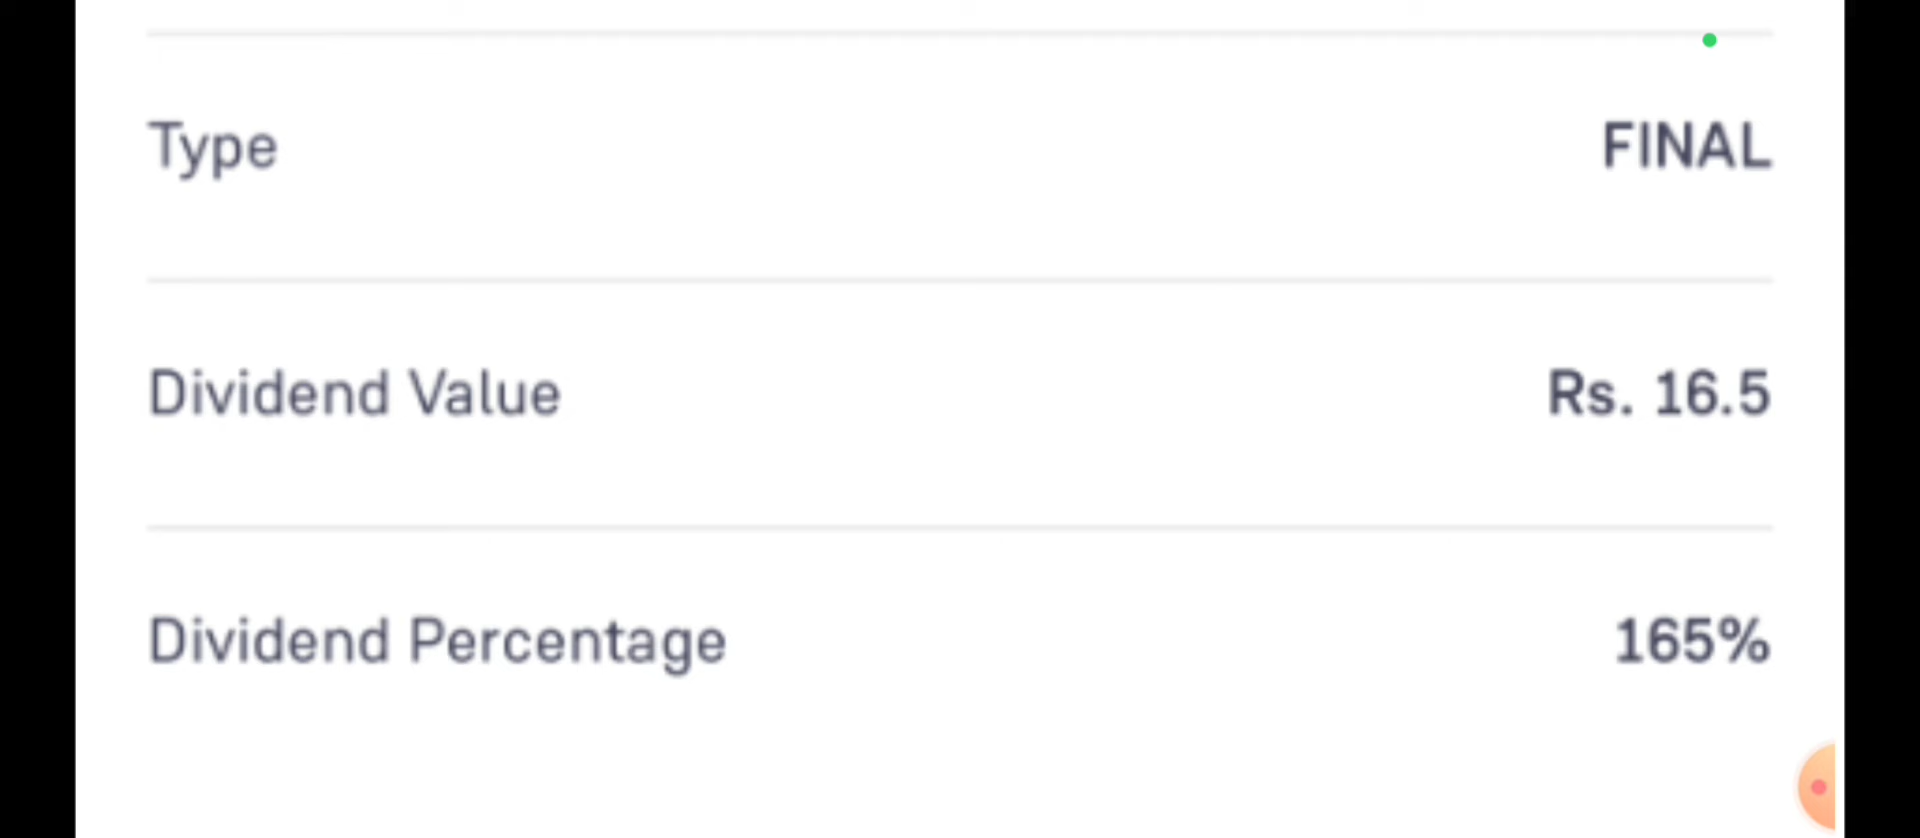 Type FINAL
Dividend Value Rs. 16.5
Dividend Percentage 165%